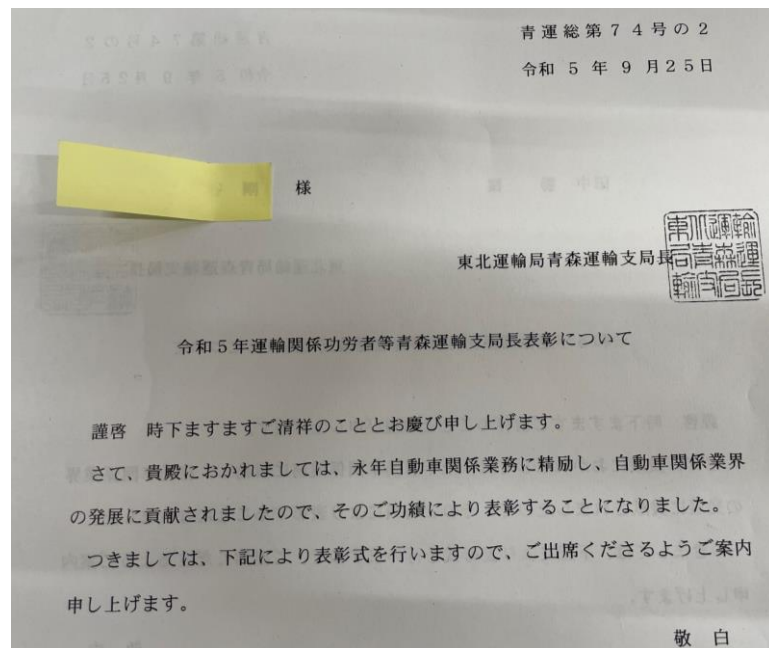 青運総第74号の2
令和 5 年 9 月25日
様
東北運輸局青森運輸支局長
令和5年運輸関係功労者等青森運輸支局長表彰について
謹啓　時下ますますご清祥のこととお慶び申し上げます。
さて、貴殿におかれましては、永年自動車関係業務に精励し、自動車関係業界
の発展に貢献されましたので、そのご功績により表彰することになりました。
つきましては、下記により表彰式を行いますので、ご出席くださるようご案内
申し上げます。
敬　白